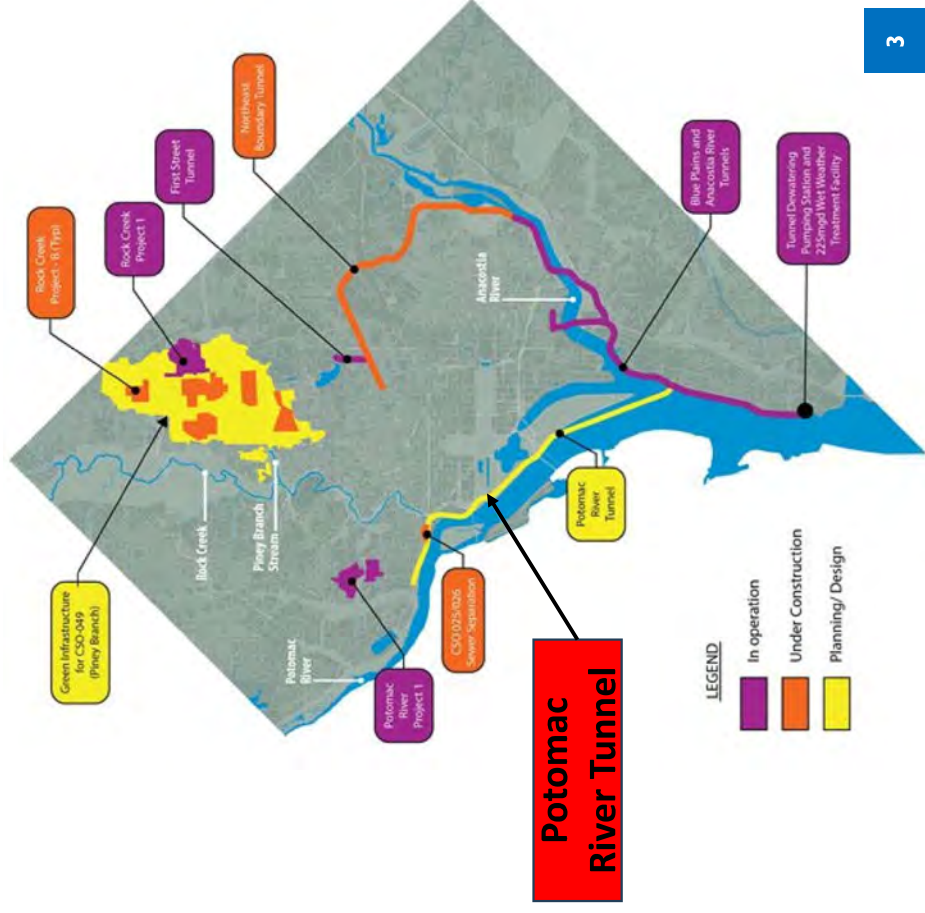 3
Rock Creek
Project - B (Typ)
Rock Creek
Project 1
First Street
Tunnel
Northeast
Boundary Tunnel
Green Infrastructure
for CSO-049
(Piney Branch)
Rock Creek
Piney Branch
Stream
Potomac
River
Potomac
River
Project 1
CSO 025/026
Sewer Separation
Anacostia
River
Potomac
River
Tunnel
Blue Plains and
Anacostia River
Tunnels
Tunnel Dewatering
Pumping Station and
225mgd Wet Weather
Treatment Facility
Potomac
River Tunnel
LEGEND
In operation
Under Construction
Planning/ Design